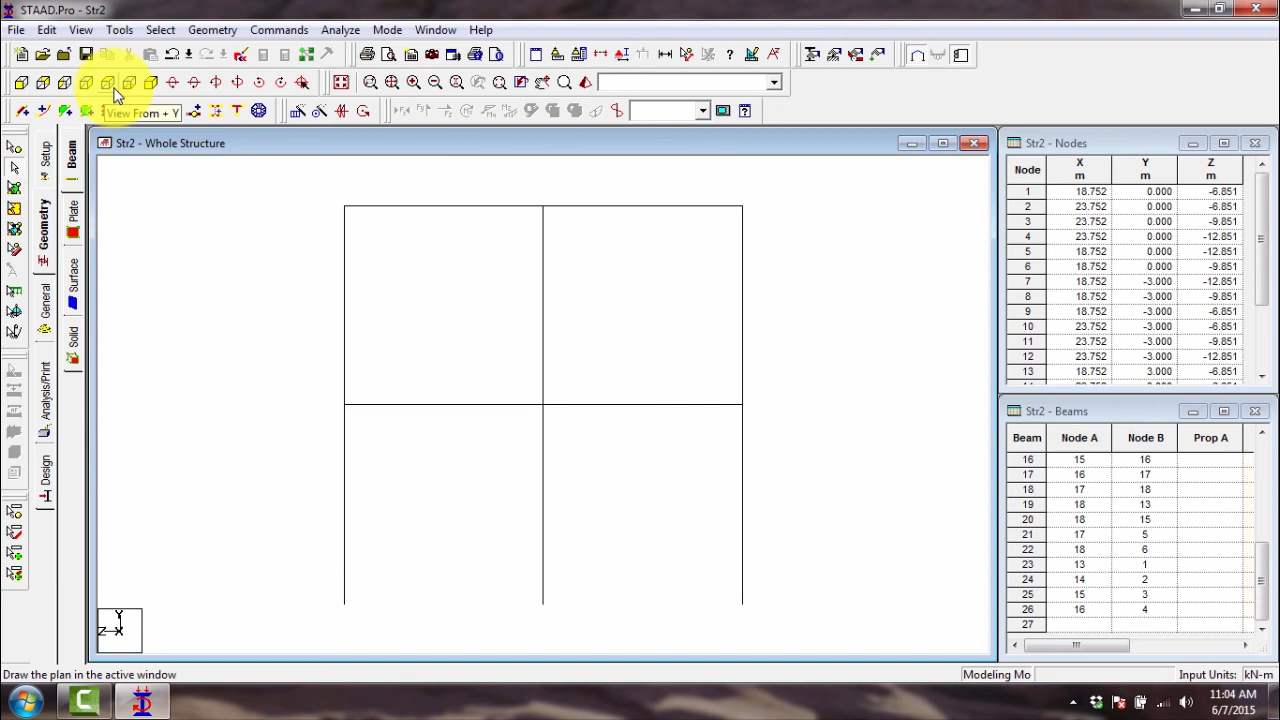 STAAD.Pro - Str2
File Edit View Tools Select Geometry Commands Analyze Mode Window Help
View From + Y
Setup
Geometry
General
Analysis/Print
Design
Beam
Plate
Surface
Solid
Str2 - Whole Structure
Y
Z X
Str2 - Nodes
Node X m Y m Z m
1 18.752 0.000 -6.851
2 23.752 0.000 -6.851
3 23.752 0.000 -9.851
4 23.752 0.000 -12.851
5 18.752 0.000 -12.851
6 18.752 0.000 -9.851
7 18.752 -3.000 -12.851
8 18.752 -3.000 -9.851
9 18.752 -3.000 -6.851
10 23.752 -3.000 -6.851
11 23.752 -3.000 -9.851
12 23.752 -3.000 -12.851
13 18.752 3.000 -6.851
Str2 - Beams
Beam Node A Node B Prop A
16 15 16
17 16 17
18 17 18
19 18 13
20 18 15
21 17 5
22 18 6
23 13 1
24 14 2
25 15 3
26 16 4
27
Draw the plan in the active window
Modeling Mo
Input Units: kN-m
11:04 AM
6/7/2015